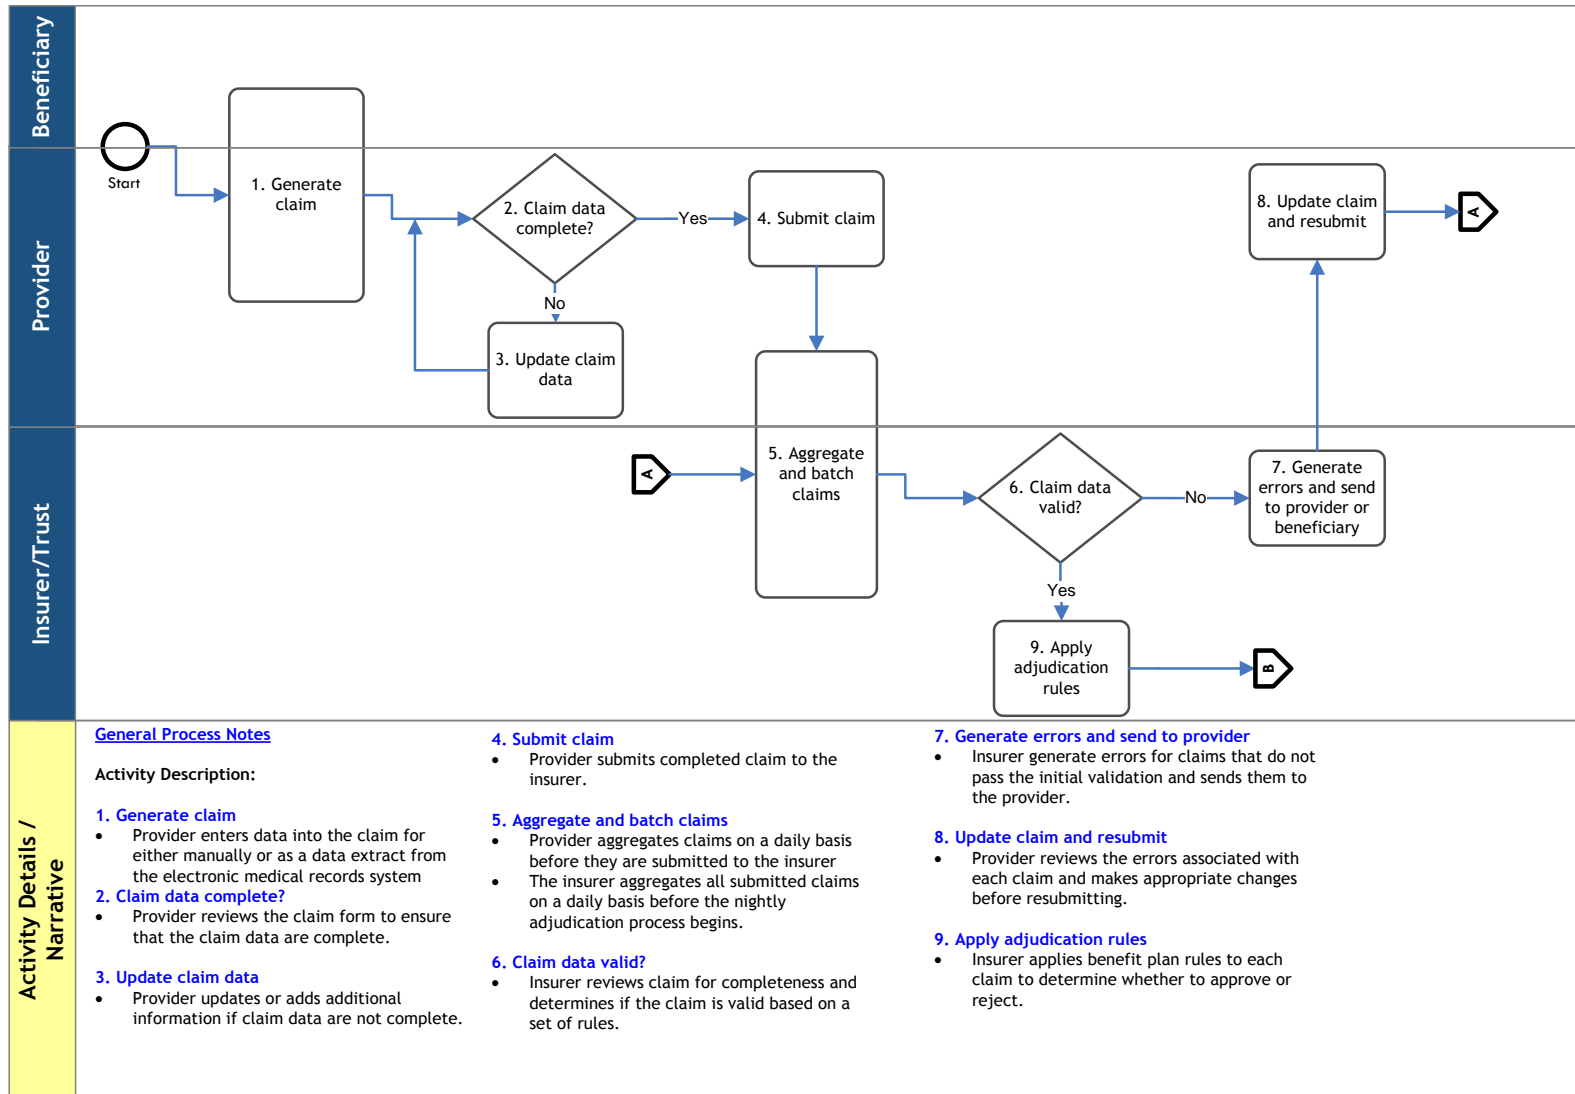 Beneficiary
Start
1. Generate
claim
Provider
2. Claim data
complete?
Yes
4. Submit claim
No
3. Update claim
data
8. Update claim
and resubmit
A
Insurer/Trust
A
5. Aggregate
and batch
claims
6. Claim data
valid?
No
7. Generate
errors and send
to provider or
beneficiary
Yes
9. Apply
adjudication
rules
B
Activity Details /
Narrative
General Process Notes
Activity Description:
1. Generate claim
• Provider enters data into the claim for
either manually or as a data extract from
the electronic medical records system
2. Claim data complete?
• Provider reviews the claim form to ensure
that the claim data are complete.
3. Update claim data
• Provider updates or adds additional
information if claim data are not complete.
4. Submit claim
• Provider submits completed claim to the
insurer.
5. Aggregate and batch claims
• Provider aggregates claims on a daily basis
before they are submitted to the insurer
• The insurer aggregates all submitted claims
on a daily basis before the nightly
adjudication process begins.
6. Claim data valid?
• Insurer reviews claim for completeness and
determines if the claim is valid based on a
set of rules.
7. Generate errors and send to provider
• Insurer generate errors for claims that do not
pass the initial validation and sends them to
the provider.
8. Update claim and resubmit
• Provider reviews the errors associated with
each claim and makes appropriate changes
before resubmitting.
9. Apply adjudication rules
• Insurer applies benefit plan rules to each
claim to determine whether to approve or
reject.